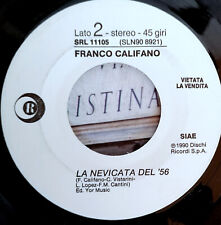 Lato 2 - stereo - 45 giri
SRL 11105 (SLN90 8921)
FRANCO CALIFANO
VIETATA
LA VENDITA
ISTINA
R
SIAE
©1990 Dischi
Ricordi S.p.A.
LA NEVICATA DEL '56
(F. Califano-C. Vistarini-
L. Lopez-F.M. Cantini)
Ed. Yor Music